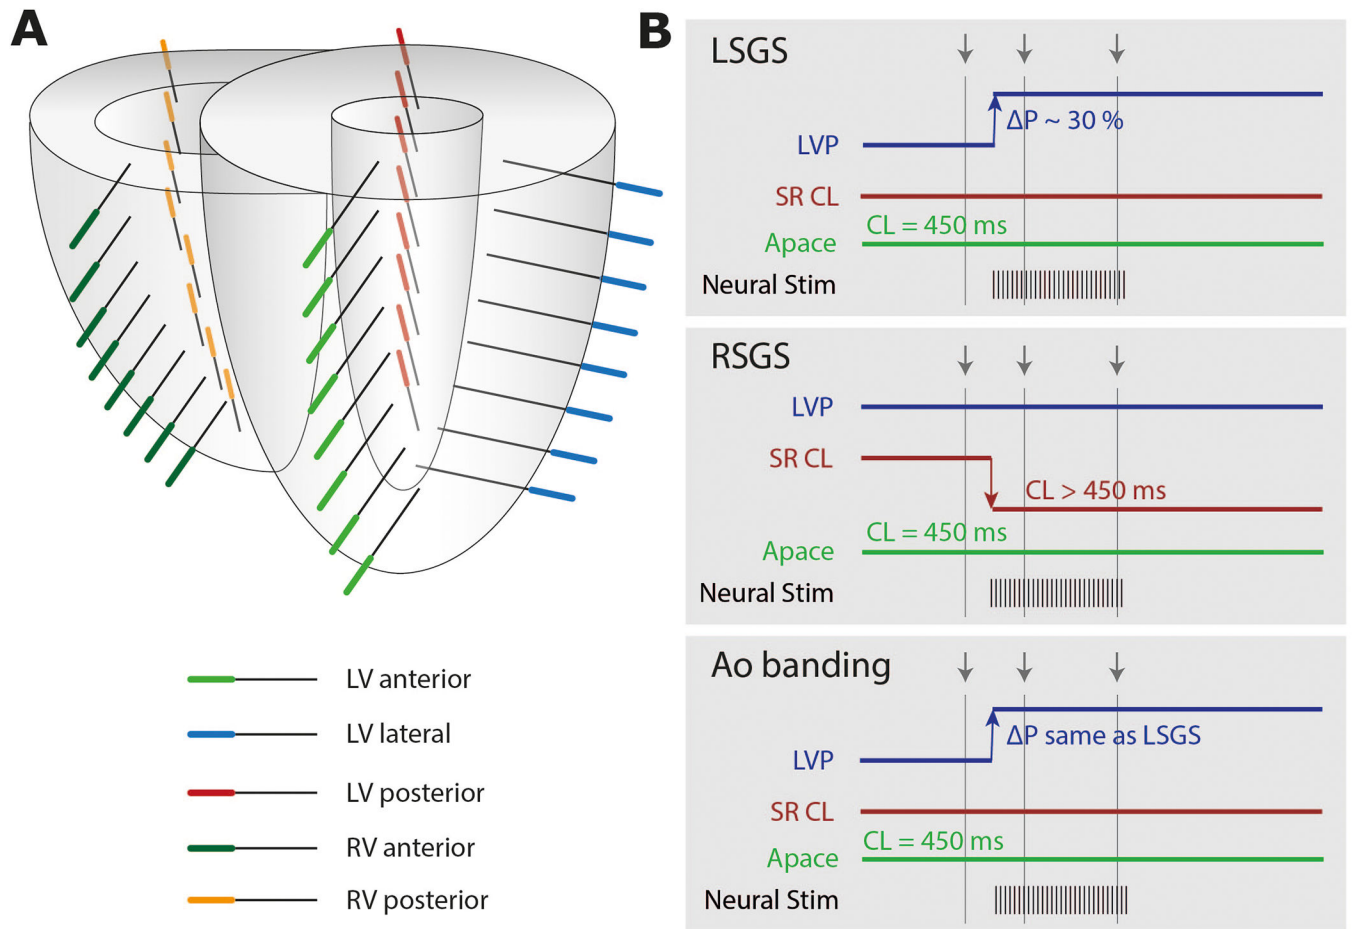 A
LV anterior
LV lateral
LV posterior
RV anterior
RV posterior
B
LSGS
ΔP ~ 30 %
LVP
SR CL
CL = 450 ms
Apace
Neural Stim
RSGS
LVP
SR CL
CL > 450 ms
CL = 450 ms
Apace
Neural Stim
Ao banding
ΔP same as LSGS
LVP
SR CL
CL = 450 ms
Apace
Neural Stim